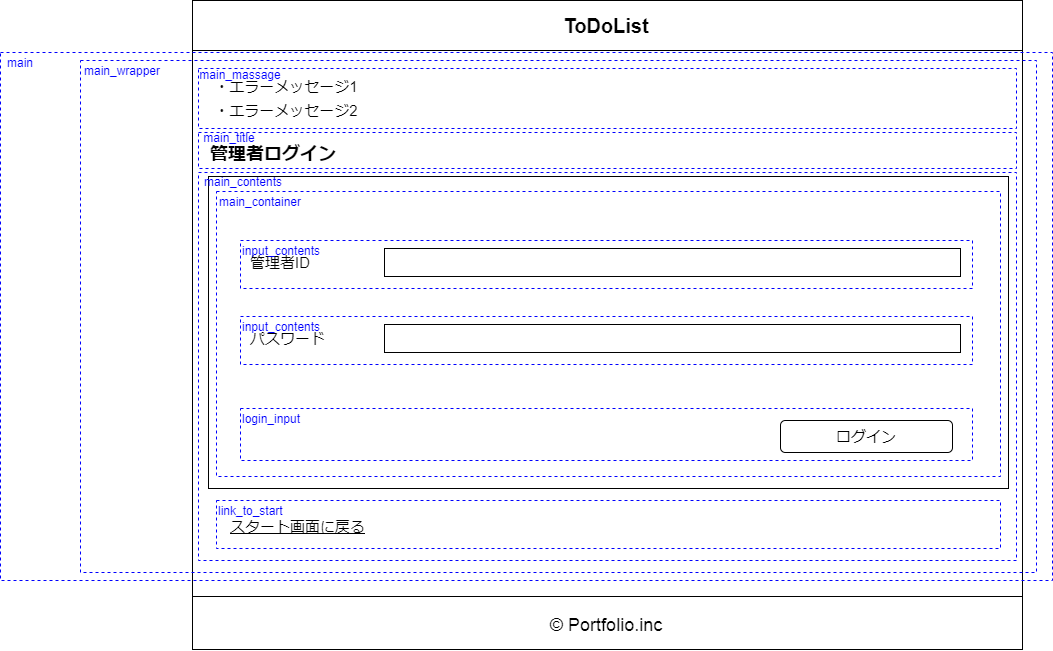 ToDoList
main
main_wrapper
main_massage
・エラーメッセージ1
・エラーメッセージ2
main_title
管理者ログイン
main_contents
main_container
input_contents
管理者ID
input_contents
パスワード
login_input
ログイン
link_to_start
スタート画面に戻る
© Portfolio.inc